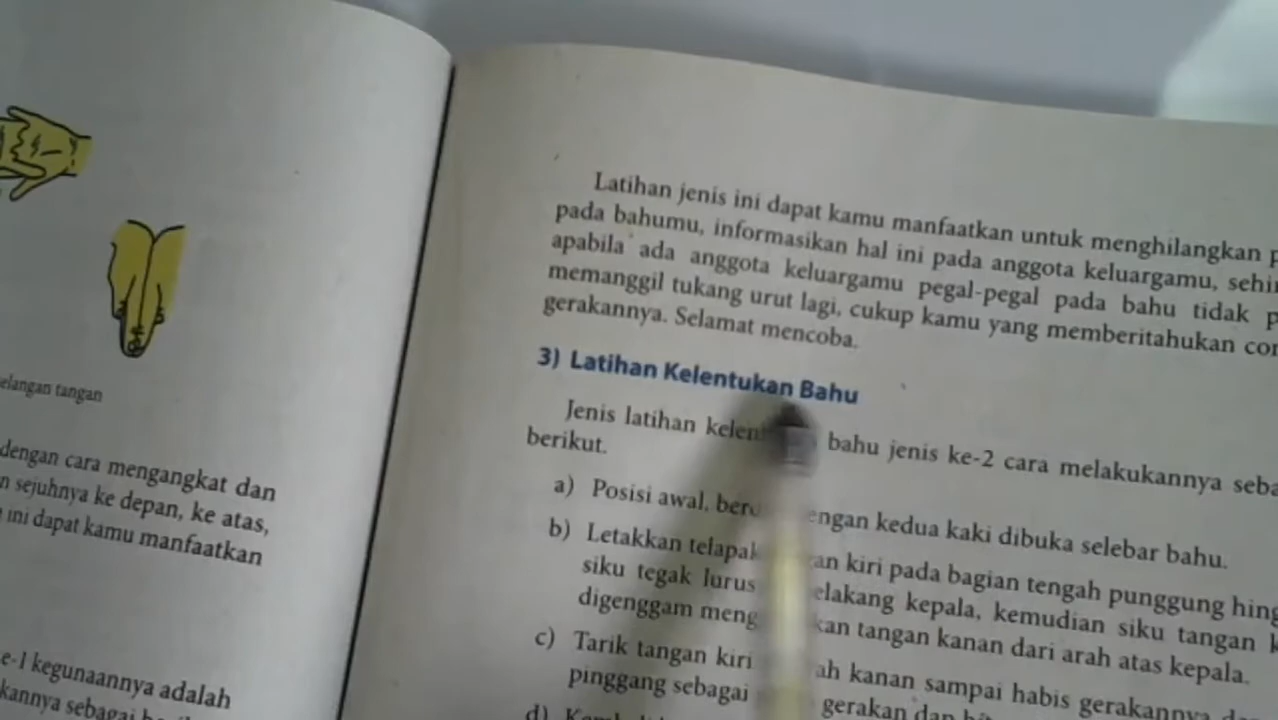 elangan tangan
dengan cara mengangkat dan
n sejuhnya ke depan, ke atas,
ini dapat kamu manfaatkan
e-1 kegunaannya adalah
kannya sebagai
Latihan jenis ini dapat kamu manfaatkan untuk menghilangkan p
pada bahumu, informasikan hal ini pada anggota keluargamu, sehi
apabila ada anggota keluargamu pegal-pegal pada bahu tidak p
memanggil tukang urut lagi, cukup kamu yang memberitahukan con
gerakannya. Selamat mencoba.
3) Latihan Kelentukan Bahu
Jenis latihan kelen bahu jenis ke-2 cara melakukannya seba
berikut.
a) Posisi awal, ber engan kedua kaki dibuka selebar bahu.
b) Letakkan telapak an kiri pada bagian tengah punggung hing
siku tegak lurus elakang kepala, kemudian siku tangan k
digenggam meng kan tangan kanan dari arah atas kepala.
c) Tarik tangan kiri ah kanan sampai habis gerakannya
pinggang sebagai gerakan dan
d)